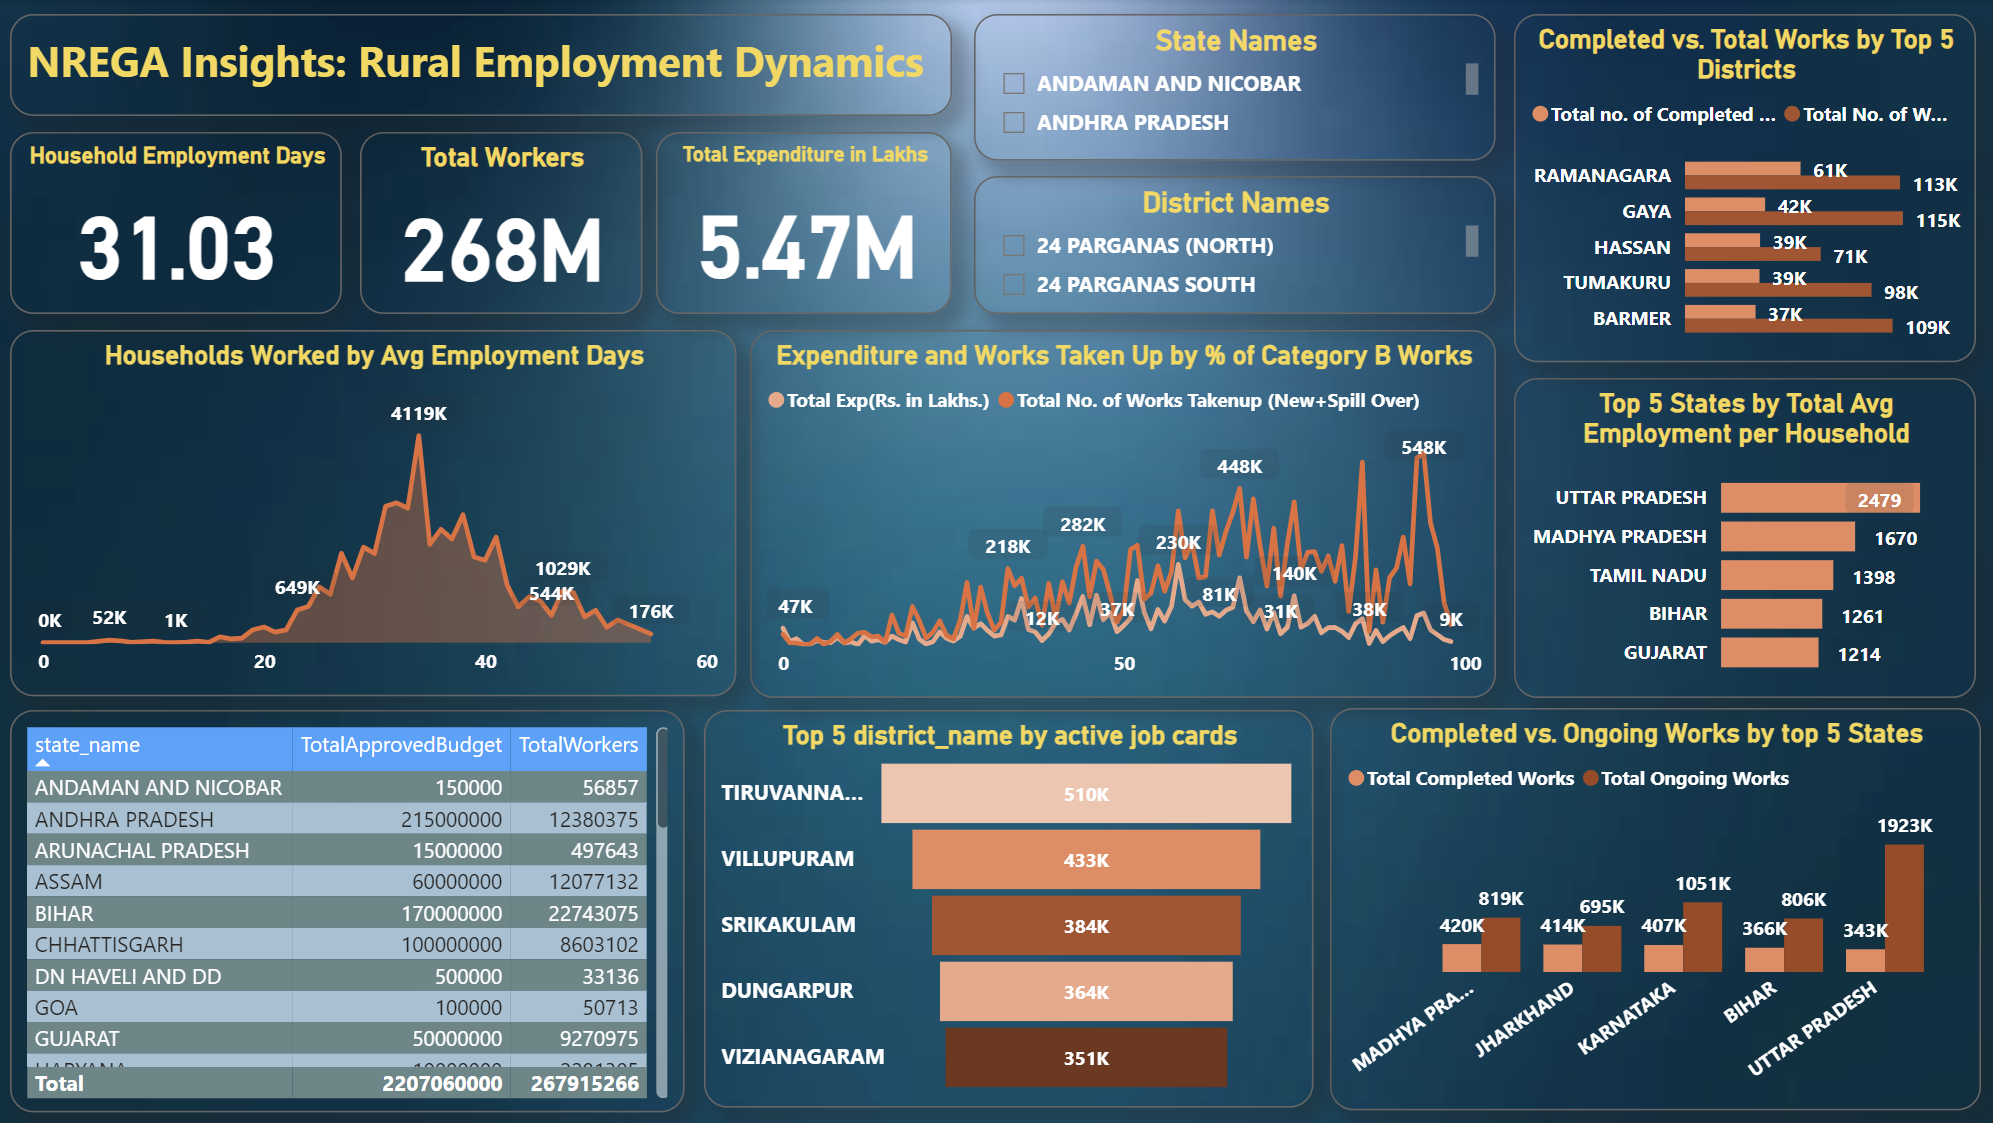 NREGA Insights: Rural Employment Dynamics
Household Employment Days
31.03
Total Workers
268M
Total Expenditure in Lakhs
5.47M
State Names
ANDAMAN AND NICOBAR
ANDHRA PRADESH
District Names
24 PARGANAS (NORTH)
24 PARGANAS SOUTH
Completed vs. Total Works by Top 5
Districts
Total no. of Completed ... Total No. of W...
RAMANAGARA 61K 113K
GAYA 42K 115K
HASSAN 39K 71K
TUMAKURU 39K 98K
BARMER 37K 109K
Households Worked by Avg Employment Days
4119K
1029K
649K 544K
0K 52K 1K 176K
0 20 40 60
Expenditure and Works Taken Up by % of Category B Works
Total Exp(Rs. in Lakhs.) Total No. of Works Takenup (New+Spill Over)
548K
448K
282K
218K 230K
140K
47K 81K
12K 37K 31K 38K 9K
0 50 100
Top 5 States by Total Avg
Employment per Household
UTTAR PRADESH 2479
MADHYA PRADESH 1670
TAMIL NADU 1398
BIHAR 1261
GUJARAT 1214
state_name TotalApprovedBudget TotalWorkers
ANDAMAN AND NICOBAR 150000 56857
ANDHRA PRADESH 215000000 12380375
ARUNACHAL PRADESH 15000000 497643
ASSAM 60000000 12077132
BIHAR 170000000 22743075
CHHATTISGARH 100000000 8603102
DN HAVELI AND DD 500000 33136
GOA 100000 50713
GUJARAT 50000000 9270975
HARYANA
Total 2207060000 267915266
Top 5 district_name by active job cards
TIRUVANNA... 510K
VILLUPURAM 433K
SRIKAKULAM 384K
DUNGARPUR 364K
VIZIANAGARAM 351K
Completed vs. Ongoing Works by top 5 States
Total Completed Works Total Ongoing Works
1923K
1051K
819K 695K 806K
420K 414K 407K 366K 343K
MADHYA PRA... JHARKHAND KARNATAKA BIHAR UTTAR PRADESH